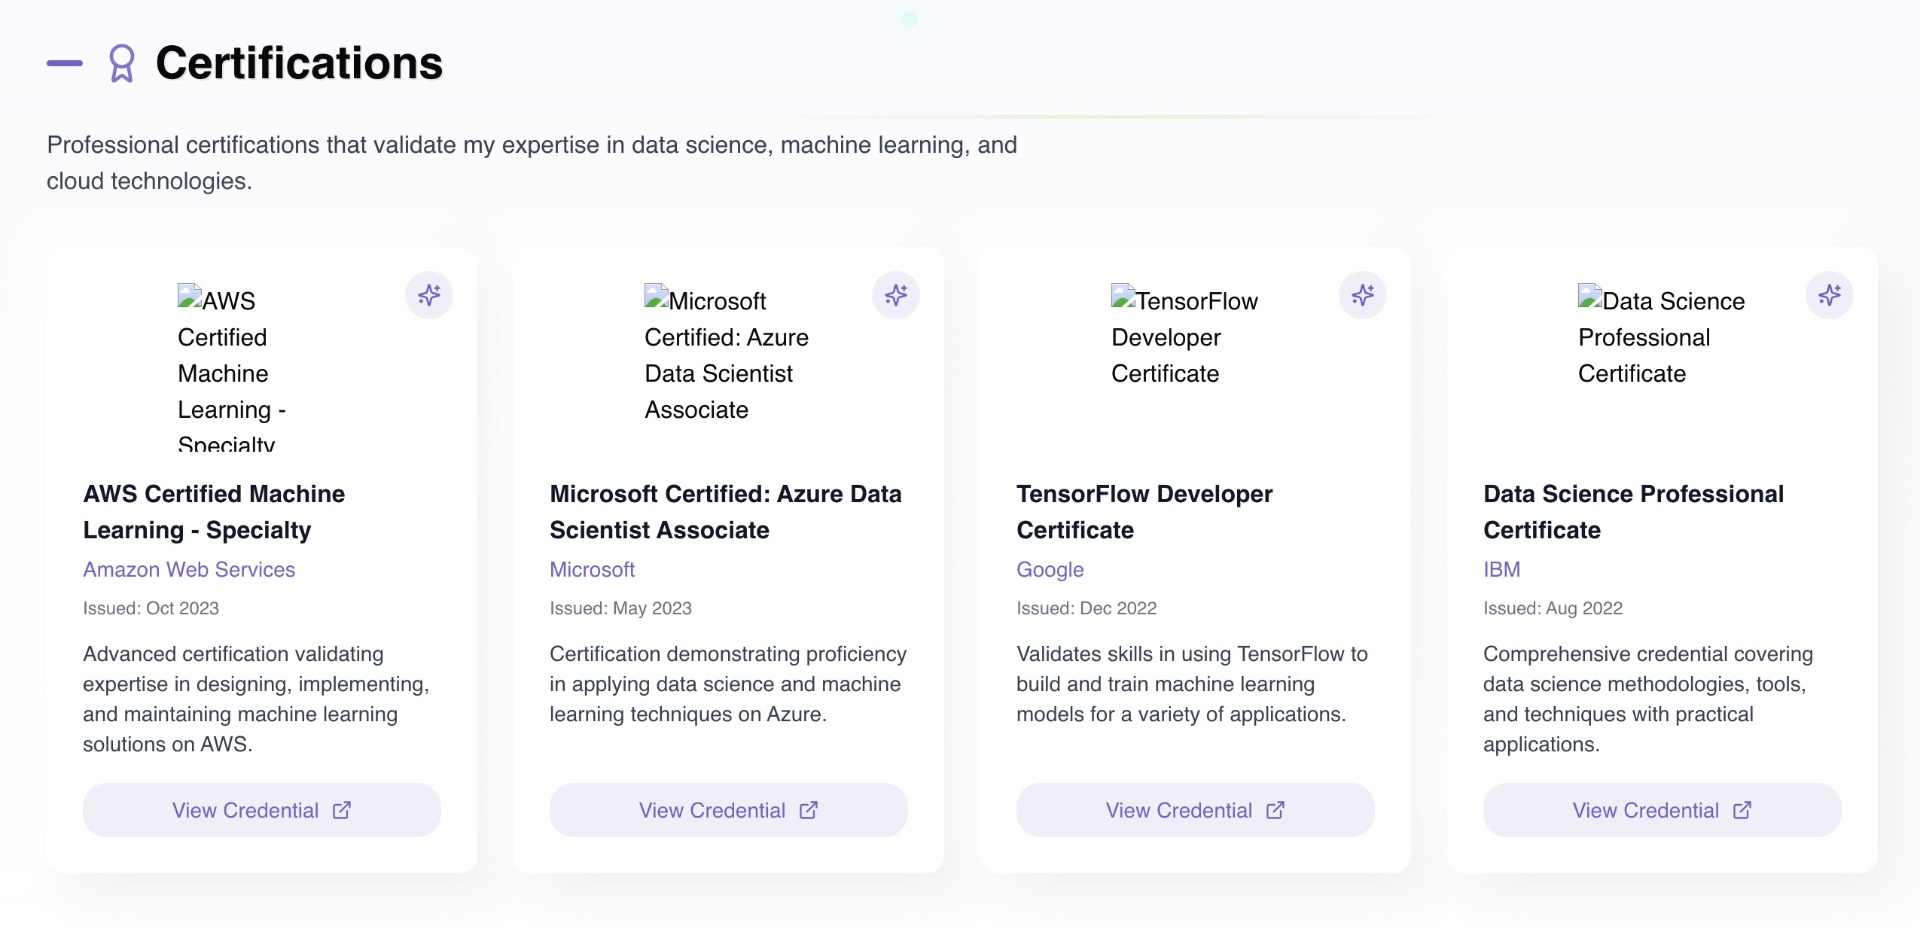 Certifications
Professional certifications that validate my expertise in data science, machine learning, and
cloud technologies.
AWS
Certified
Machine
Learning -
Specialty
AWS Certified Machine
Learning - Specialty
Amazon Web Services
Issued: Oct 2023
Advanced certification validating
expertise in designing, implementing,
and maintaining machine learning
solutions on AWS.
View Credential
Microsoft
Certified: Azure
Data Scientist
Associate
Microsoft Certified: Azure Data
Scientist Associate
Microsoft
Issued: May 2023
Certification demonstrating proficiency
in applying data science and machine
learning techniques on Azure.
View Credential
TensorFlow
Developer
Certificate
TensorFlow Developer
Certificate
Google
Issued: Dec 2022
Validates skills in using TensorFlow to
build and train machine learning
models for a variety of applications.
View Credential
Data Science
Professional
Certificate
Data Science Professional
Certificate
IBM
Issued: Aug 2022
Comprehensive credential covering
data science methodologies, tools,
and techniques with practical
applications.
View Credential